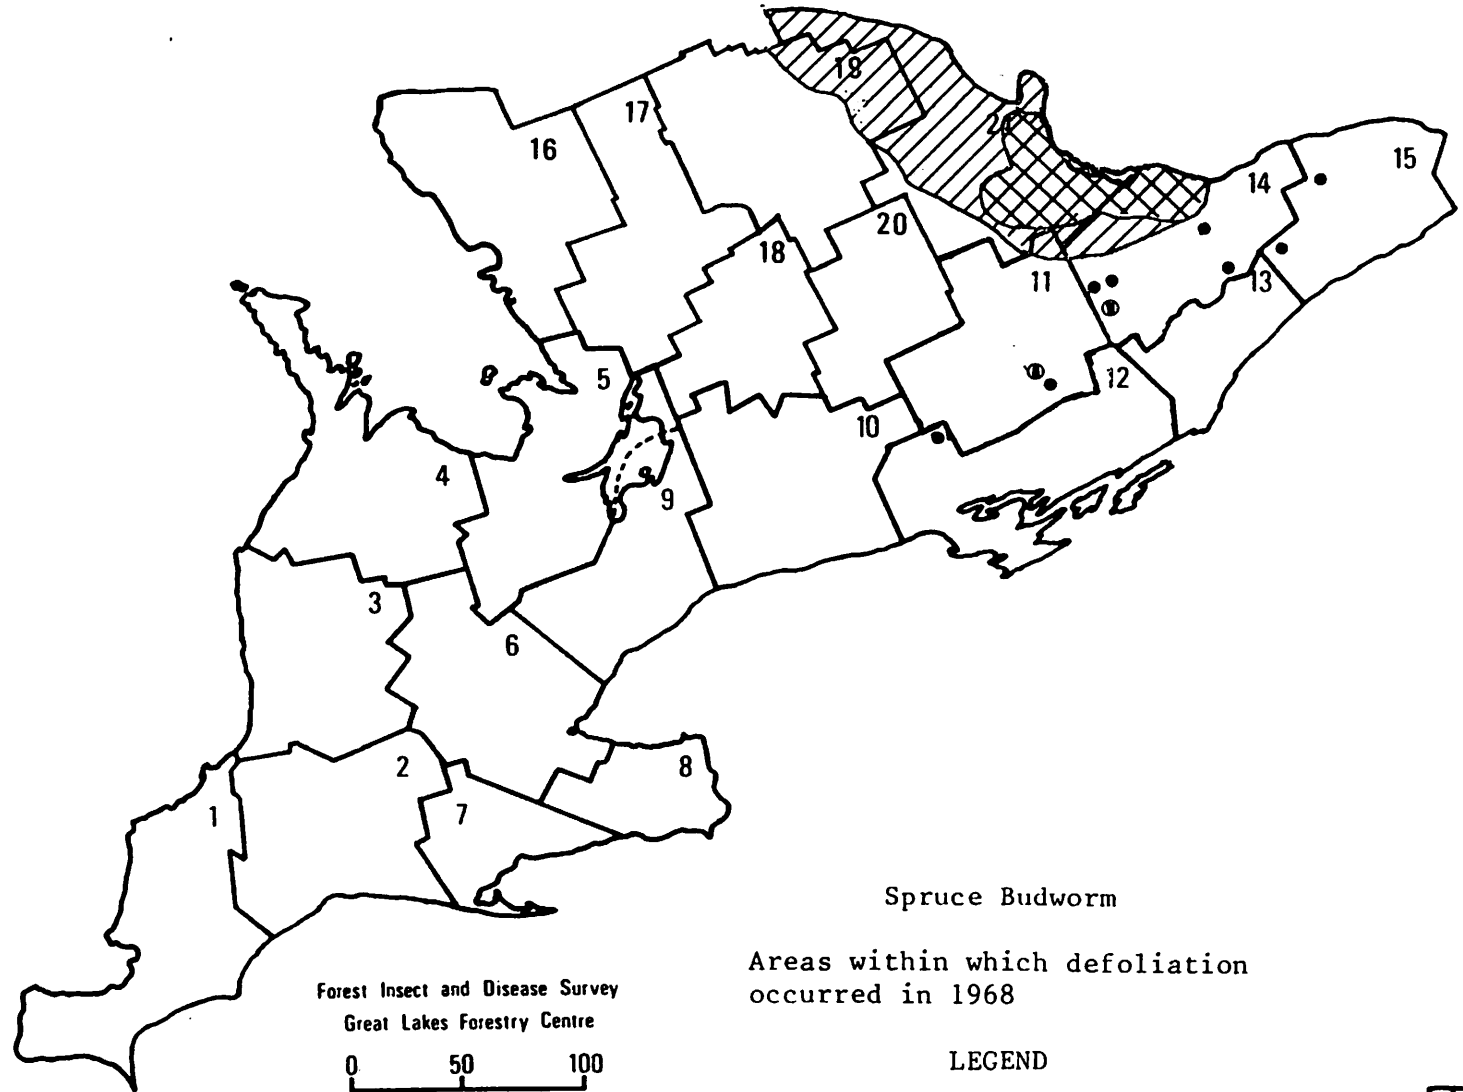 19
17
16
15
14
20
18
11
13
5
12
10
4
9
3
6
2
8
1
7
Spruce Budworm
Areas within which defoliation
occurred in 1968
Forest Insect and Disease Survey
Great Lakes Forestry Centre
LEGEND
0 50 100